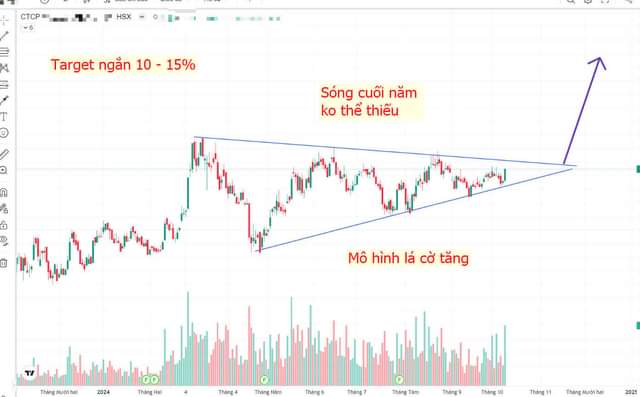 CTCP
HSX
6
Target ngắn 10 - 15%
Sóng cuối năm
ko thể thiếu
Mô hình lá cờ tăng
Tháng Mười hai
2024
Tháng Hai
4
Tháng 4
Tháng Năm
Tháng 6
Tháng 7
Tháng Tám
Tháng 9
Tháng 10
Tháng 11
Tháng Mười hai
2025